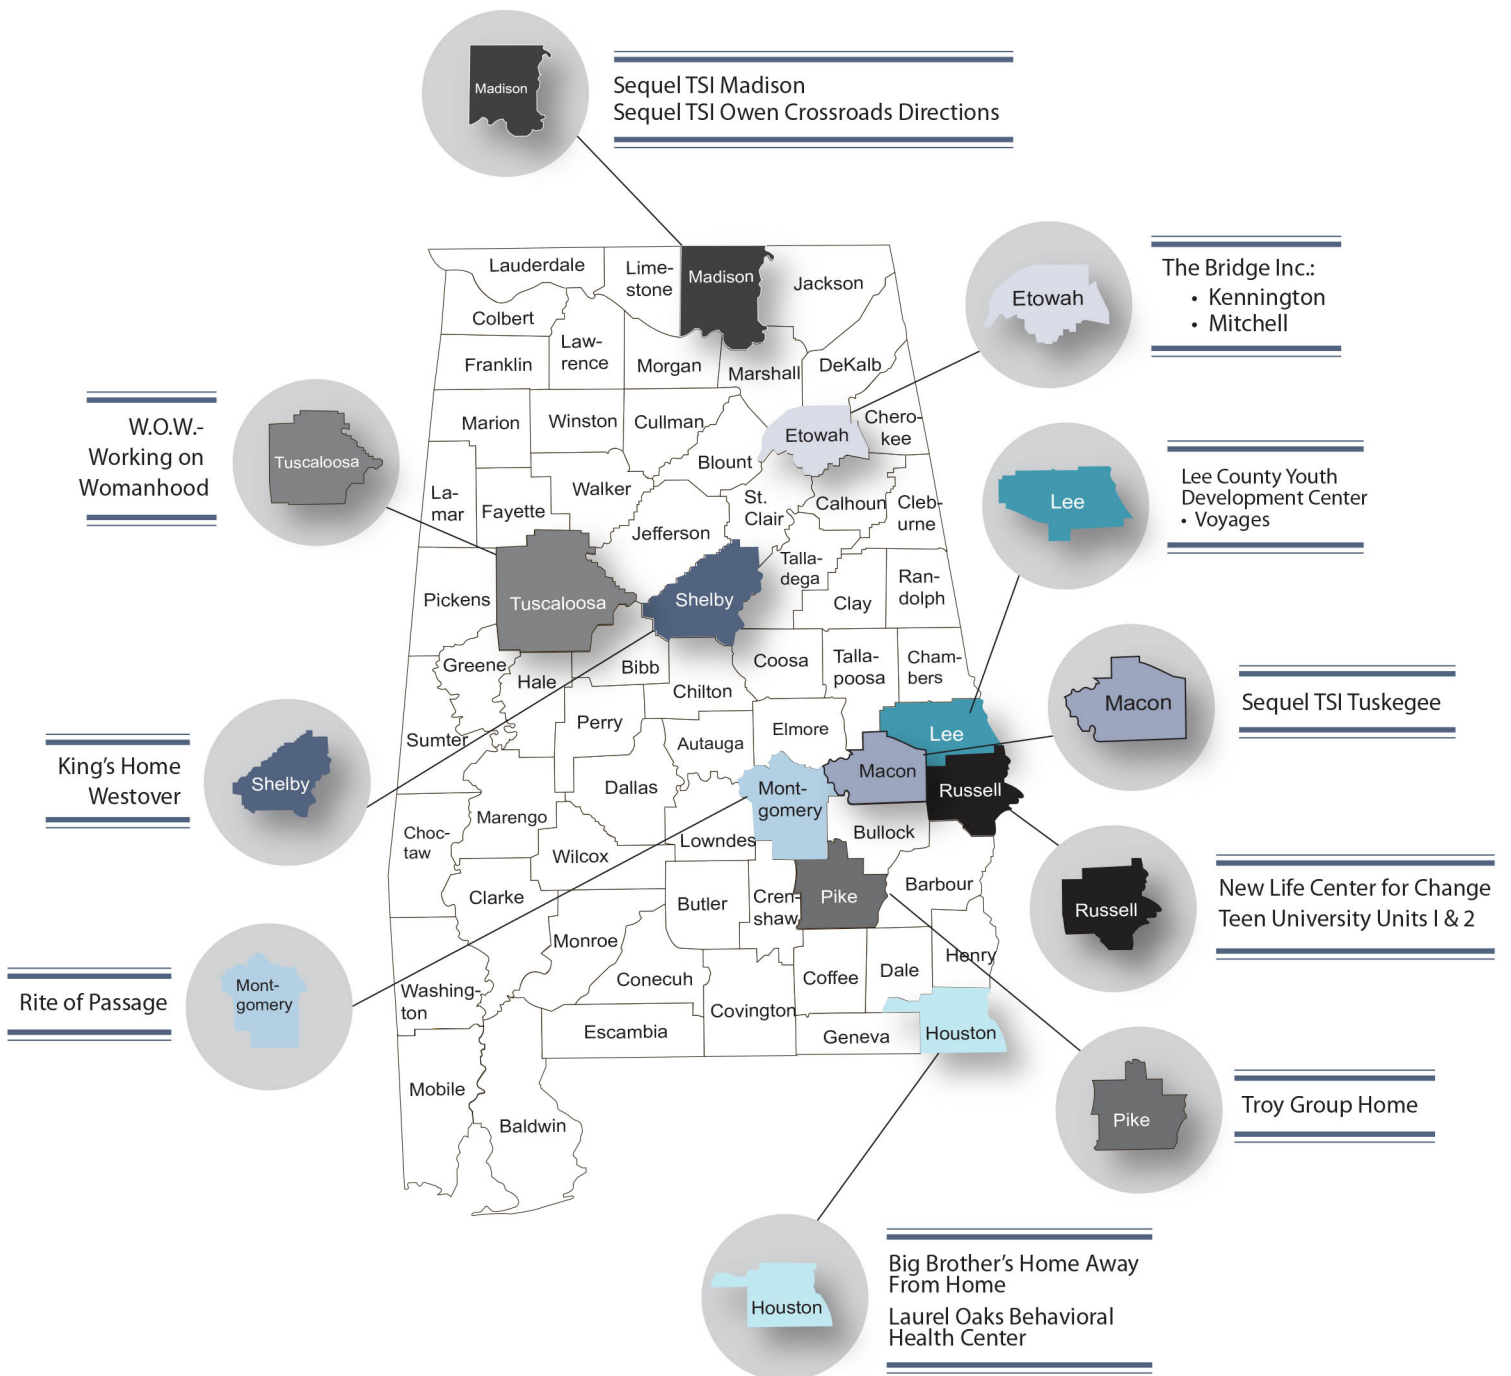 Madison
Sequel TSI Madison
Sequel TSI Owen Crossroads Directions
Etowah
The Bridge Inc.:
• Kennington
• Mitchell
W.O.W.-
Working on
Womanhood
Tuscaloosa
Lee
Lee County Youth
Development Center
• Voyages
Macon
Sequel TSI Tuskegee
King's Home
Westover
Shelby
Russell
New Life Center for Change
Teen University Units I & 2
Rite of Passage
Mont-
gomery
Pike
Troy Group Home
Houston
Big Brother's Home Away
From Home
Laurel Oaks Behavioral
Health Center
Lauderdale
Lime-
stone
Madison
Jackson
Colbert
Law-
rence
Franklin
Morgan
Marshall
DeKalb
Marion
Winston
Cullman
Etowah
Chero-
kee
Blount
La-
mar
Fayette
Walker
Jefferson
St.
Clair
Calhoun
Cleb-
urne
Pickens
Tuscaloosa
Shelby
Talla-
dega
Clay
Ran-
dolph
Greene
Hale
Bibb
Chilton
Coosa
Talla-
poosa
Cham-
bers
Sumter
Perry
Autauga
Elmore
Lee
Macon
Russell
Dallas
Mont-
gomery
Choc-
taw
Marengo
Wilcox
Lowndes
Bullock
Clarke
Butler
Cren-
shaw
Pike
Barbour
Monroe
Conecuh
Coffee
Dale
Henry
Washing-
ton
Covington
Escambia
Geneva
Houston
Mobile
Baldwin